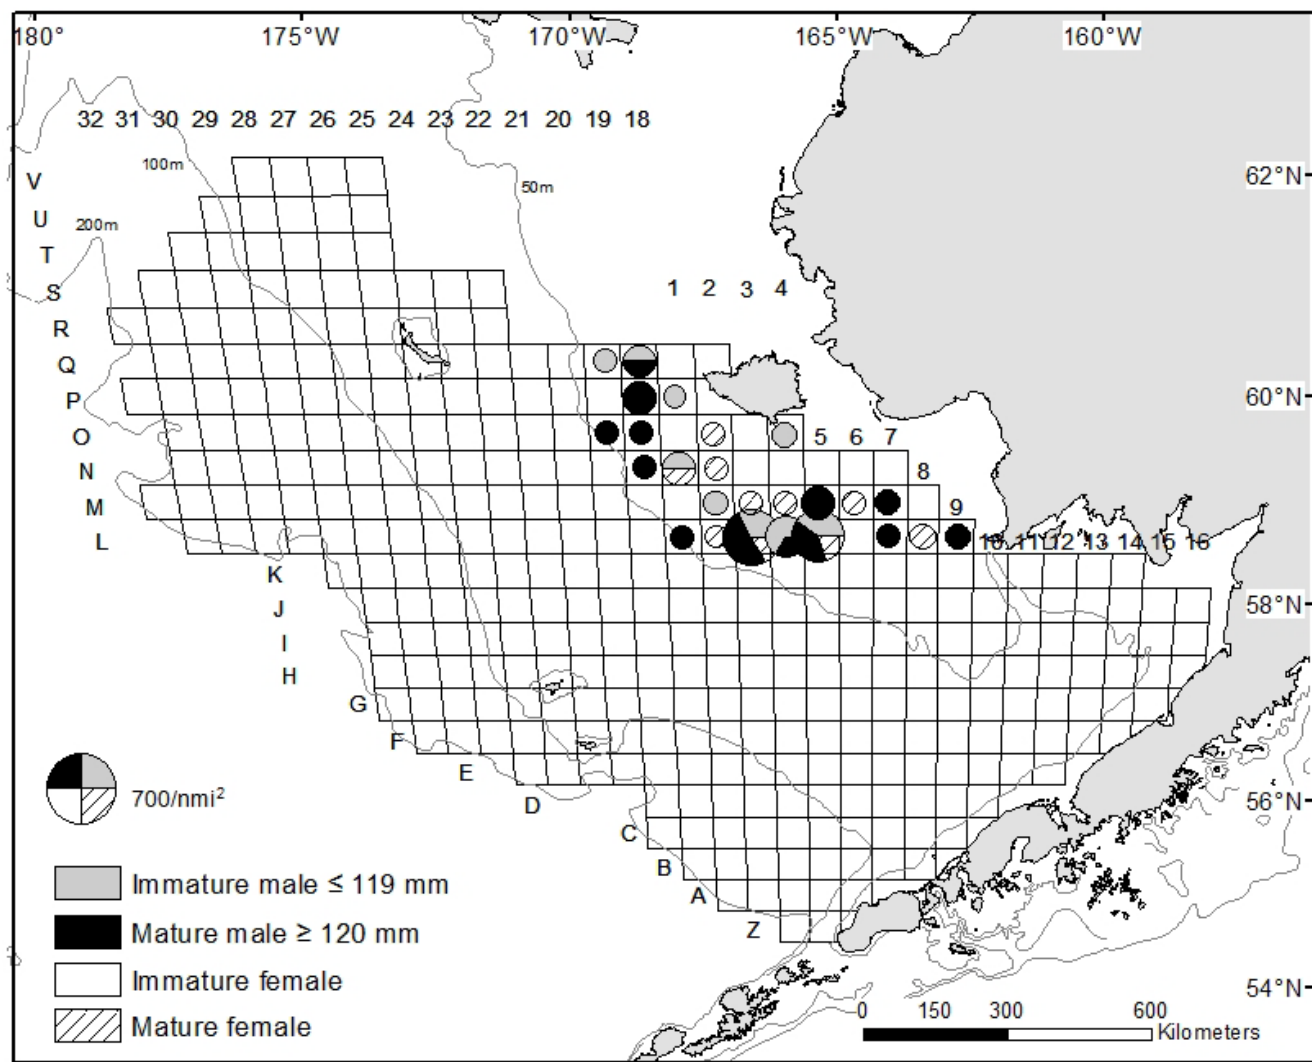 180° 175°W 170°W 165°W 160°W
32 31 30 29 28 27 26 25 24 23 22 21 20 19 18
100m
62°N
V
50m
U
200m
T
S
1 2 3 4
R
Q
60°N
P
O
5 6 7
N
8
M
9
L
10 11 12 13 14 15 16
K
58°N
J
I
H
G
F
E
700/nmi²
56°N
D
C
B
Immature male ≤ 119 mm
A
Mature male ≥ 120 mm
Z
Immature female
54°N
0 150 300 600
Mature female
Kilometers